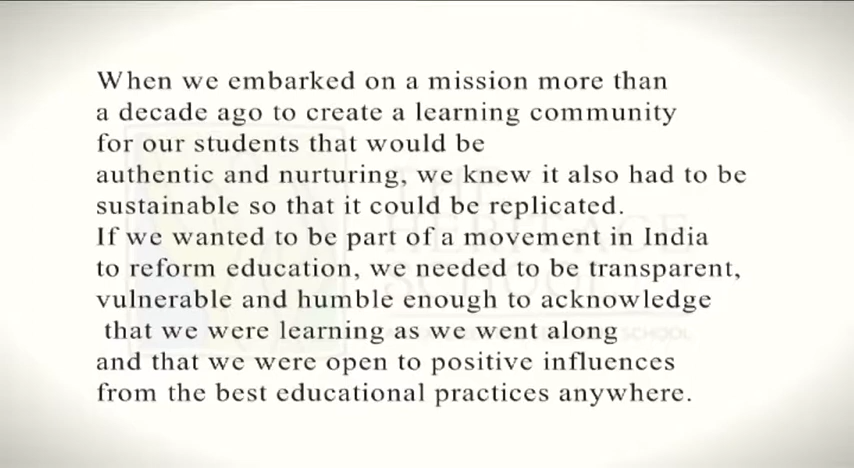 When we embarked on a mission more than
a decade ago to create a learning community
for our students that would be
authentic and nurturing, we knew it also had to be
sustainable so that it could be replicated.
If we wanted to be part of a movement in India
to reform education, we needed to be transparent,
vulnerable and humble enough to acknowledge
that we were learning as we went along
and that we were open to positive influences
from the best educational practices anywhere.
THE
HERITAGE
SCHOOL
SCHOOL